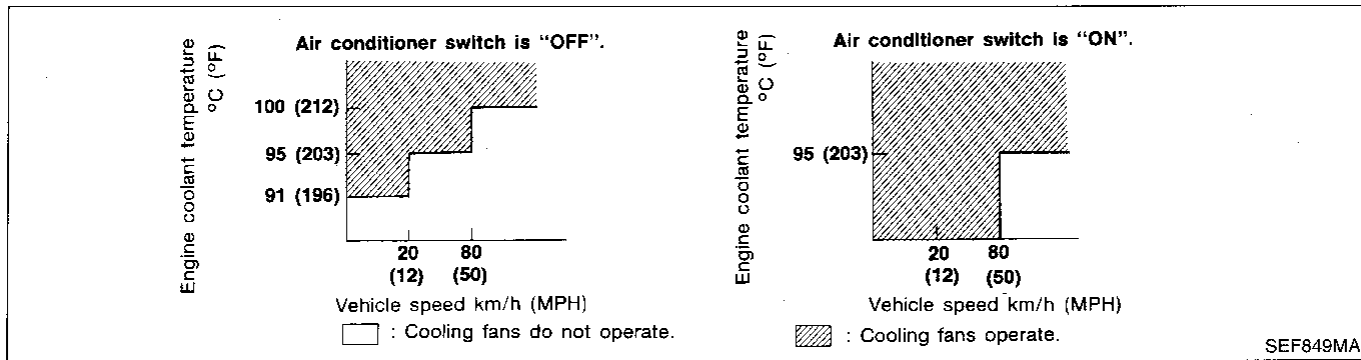 Air conditioner switch is "OFF".
Engine coolant temperature
°C (°F)
100 (212)
95 (203)
91 (196)
20
(12)
80
(50)
Vehicle speed km/h (MPH)
: Cooling fans do not operate.
Air conditioner switch is "ON".
Engine coolant temperature
°C (°F)
95 (203)
20
(12)
80
(50)
Vehicle speed km/h (MPH)
: Cooling fans operate.
SEF849MA